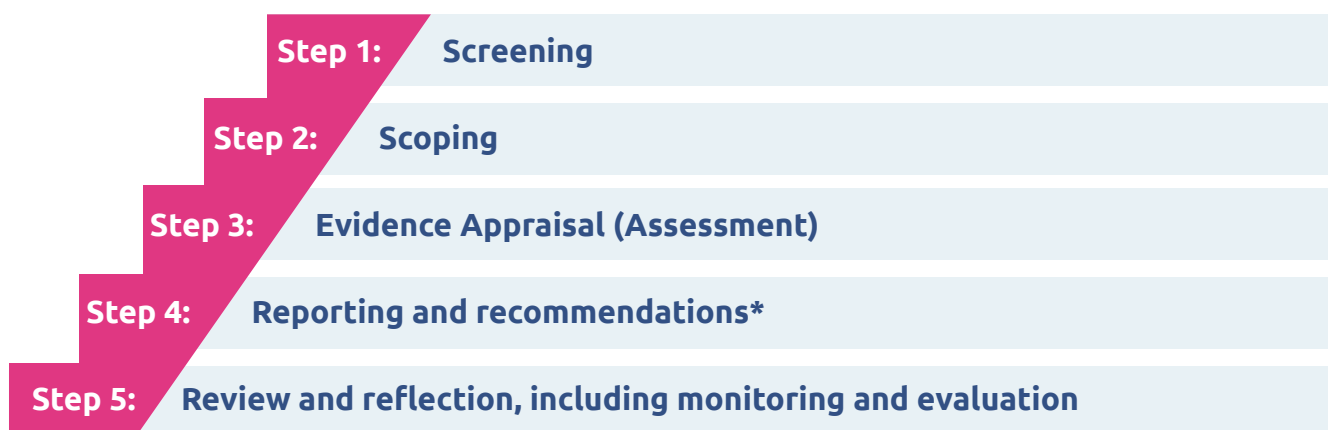 Step 1: Screening
Step 2: Scoping
Step 3: Evidence Appraisal (Assessment)
Step 4: Reporting and recommendations*
Step 5: Review and reflection, including monitoring and evaluation